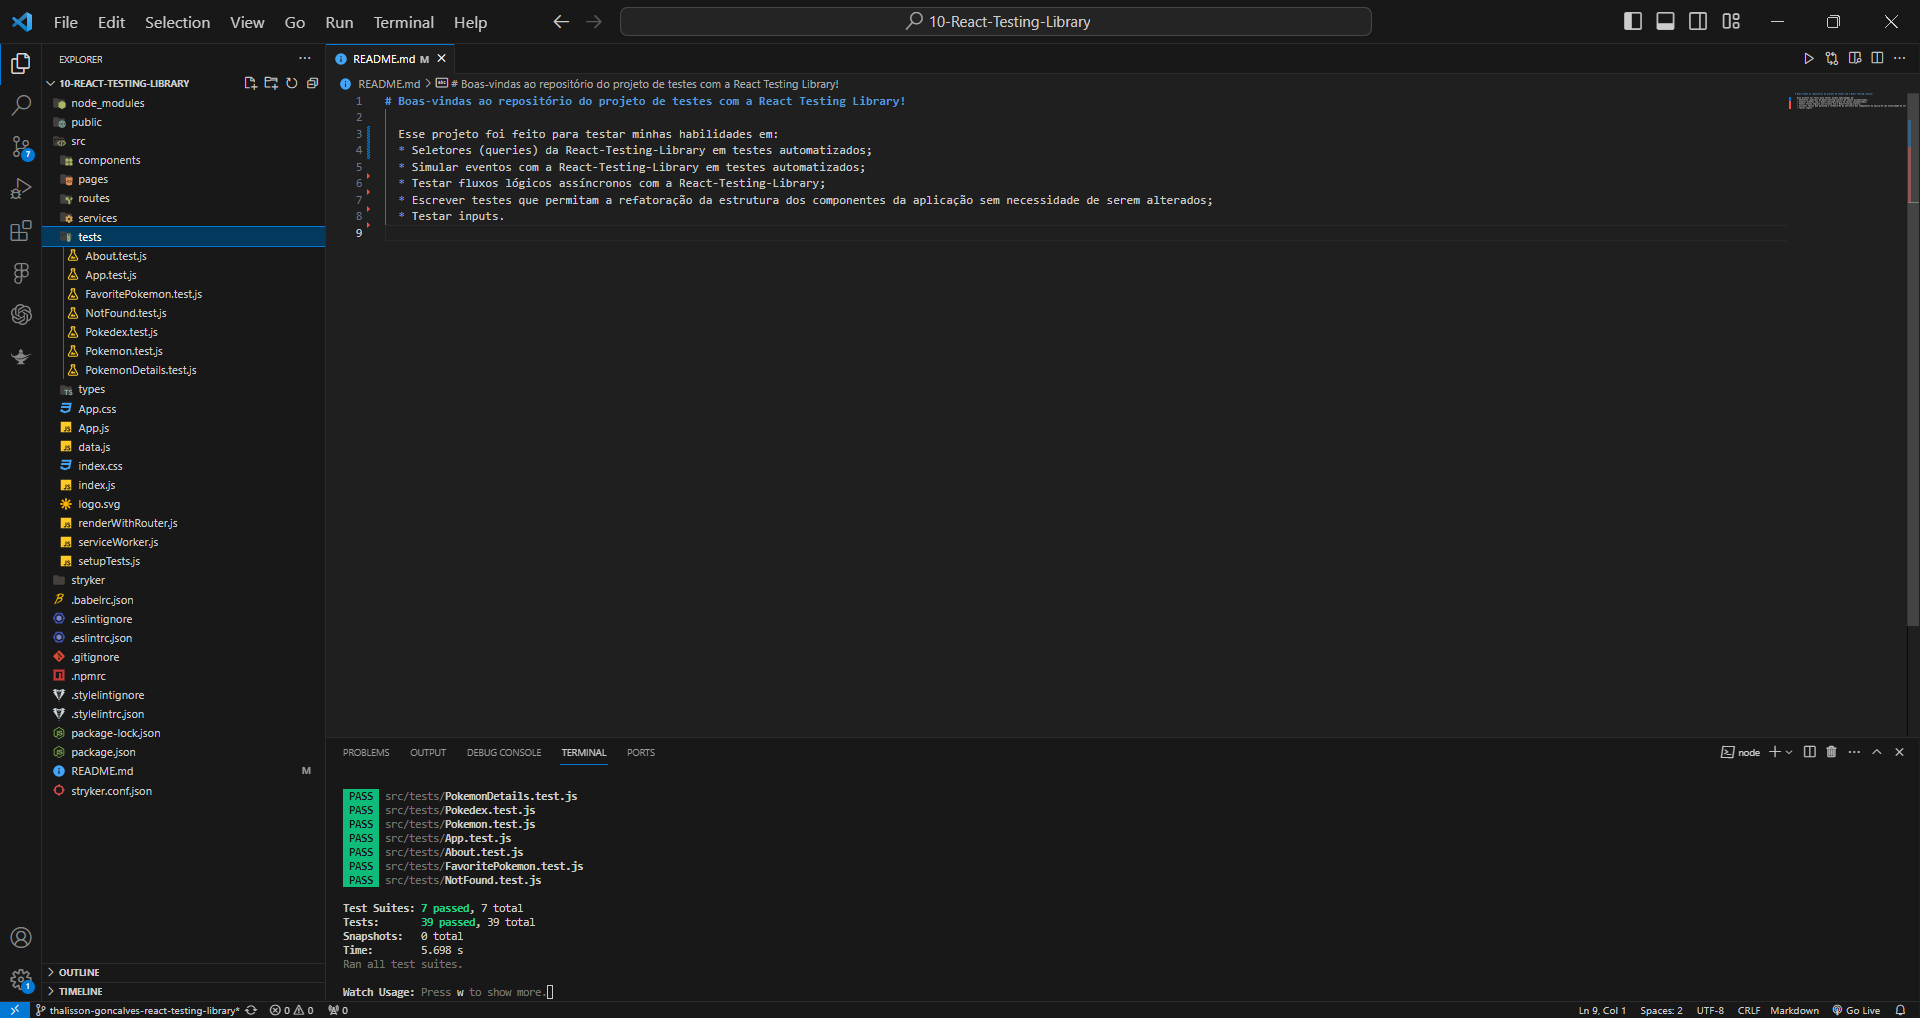 File Edit Selection View Go Run Terminal Help
10-React-Testing-Library
EXPLORER
10-REACT-TESTING-LIBRARY
node_modules
public
src
components
pages
routes
services
tests
About.test.js
App.test.js
FavoritePokemon.test.js
NotFound.test.js
Pokedex.test.js
Pokemon.test.js
PokemonDetails.test.js
types
App.css
App.js
data.js
index.css
index.js
logo.svg
renderWithRouter.js
serviceWorker.js
setupTests.js
stryker
.babelrc.json
.eslintignore
.eslintrc.json
.gitignore
.npmrc
.stylelintignore
.stylelintrc.json
package-lock.json
package.json
README.md M
stryker.conf.json
OUTLINE
TIMELINE
7
1
README.md M
README.md > # Boas-vindas ao repositório do projeto de testes com a React Testing Library!
1 # Boas-vindas ao repositório do projeto de testes com a React Testing Library!
2
3 Esse projeto foi feito para testar minhas habilidades em:
4 * Seletores (queries) da React-Testing-Library em testes automatizados;
5 * Simular eventos com a React-Testing-Library em testes automatizados;
6 * Testar fluxos lógicos assíncronos com a React-Testing-Library;
7 * Escrever testes que permitam a refatoração da estrutura dos componentes da aplicação sem necessidade de serem alterados;
8 * Testar inputs.
9
PROBLEMS OUTPUT DEBUG CONSOLE TERMINAL PORTS
node
PASS src/tests/PokemonDetails.test.js
PASS src/tests/Pokedex.test.js
PASS src/tests/Pokemon.test.js
PASS src/tests/App.test.js
PASS src/tests/About.test.js
PASS src/tests/FavoritePokemon.test.js
PASS src/tests/NotFound.test.js
Test Suites: 7 passed, 7 total
Tests: 39 passed, 39 total
Snapshots: 0 total
Time: 5.698 s
Ran all test suites.
Watch Usage: Press w to show more.
thalisson-goncalves-react-testing-library* 0 0 0
Ln 9, Col 1 Spaces: 2 UTF-8 CRLF Markdown Go Live